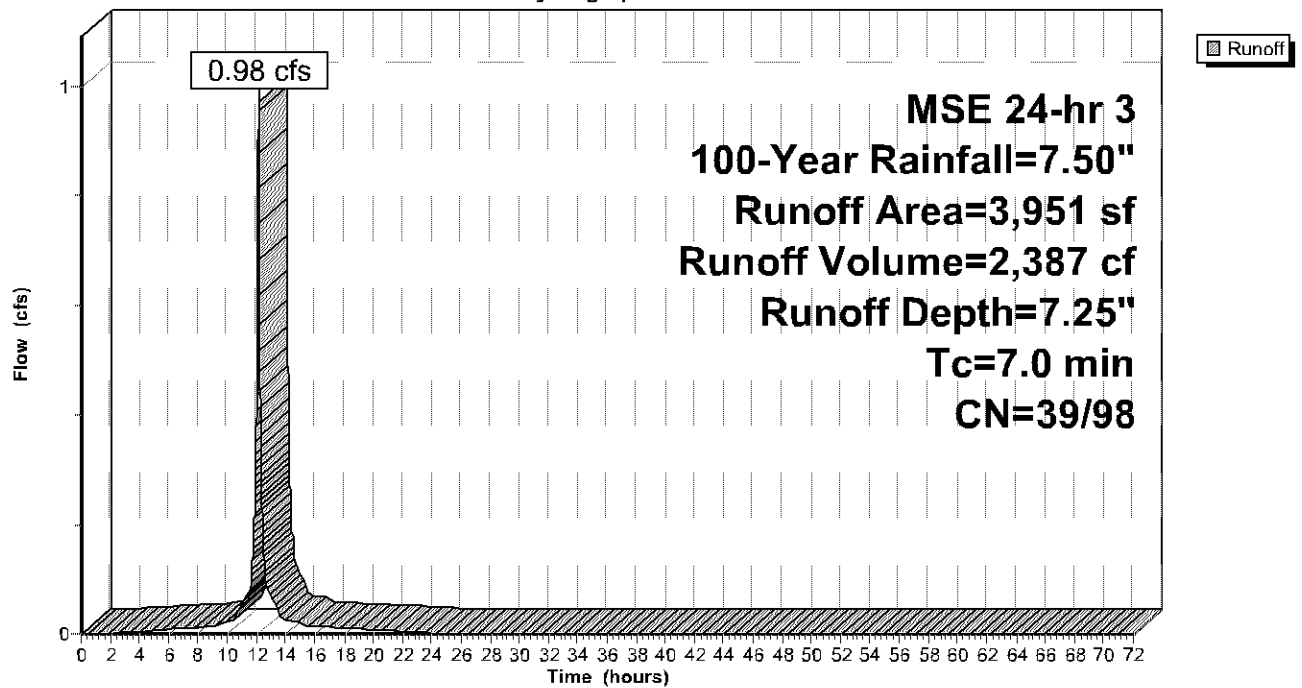 Runoff
0.98 cfs
1
MSE 24-hr 3
100-Year Rainfall=7.50"
Runoff Area=3,951 sf
Runoff Volume=2,387 cf
Runoff Depth=7.25"
Tc=7.0 min
CN=39/98
Flow (cfs)
0
0 2 4 6 8 10 12 14 16 18 20 22 24 26 28 30 32 34 36 38 40 42 44 46 48 50 52 54 56 58 60 62 64 66 68 70 72
Time (hours)